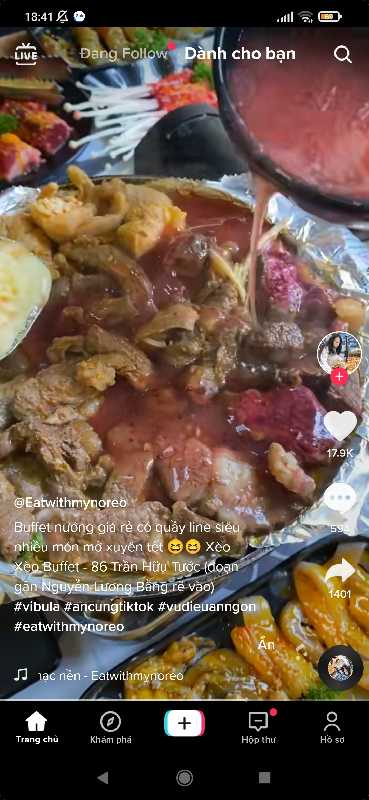 18:41
LIVE
Đang Follow
Dành cho bạn
17.9K
594
1401
@Eatwithmynoreo
Buffet nướng giá rẻ có quầy line siêu
nhiều món mở xuyên tết 😆😆 Xèo
Xèo Buffet - 86 Trần Hữu Tước (đoạn
gần Nguyễn Lương Bằng rẽ vào)
#vibula #ancungtiktok #vudieuanngon
#eatwithmynoreo
Ẩn
nhạc nền - Eatwithmynoreo
Trang chủ
Khám phá
Hộp thư
Hồ sơ